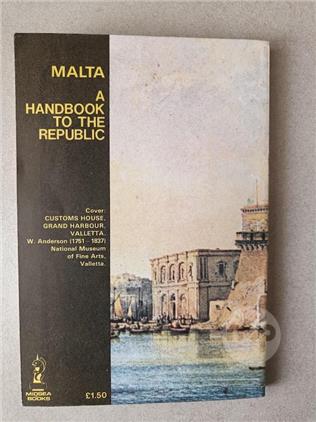 MALTA
A
HANDBOOK
TO THE
REPUBLIC
Cover:
CUSTOMS HOUSE,
GRAND HARBOUR,
VALLETTA.
W. Anderson (1751 - 1837)
National Museum
of Fine Arts,
Valletta.
MIDSEA
BOOKS
£1.50